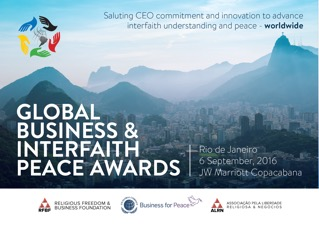 Saluting CEO commitment and innovation to advance
interfaith understanding and peace - worldwide
GLOBAL
BUSINESS &
INTERFAITH
PEACE AWARDS
Rio de Janeiro
6 September, 2016
JW Marriott Copacabana
RFBF
RELIGIOUS FREEDOM &
BUSINESS FOUNDATION
Business for Peace
ALRN
ASSOCIAÇÃO PELA LIBERDADE
RELIGIOSA & NEGÓCIOS